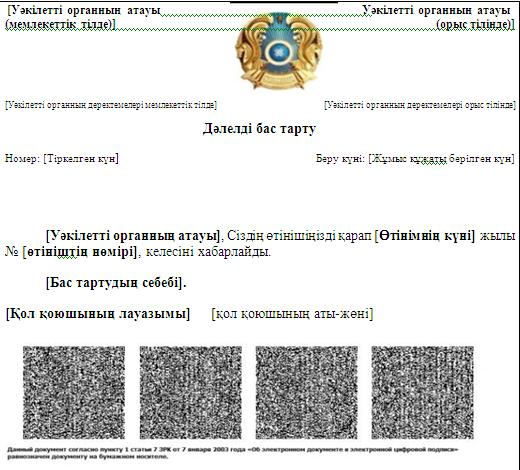 [Уәкілетті органның атауы Уәкілетті органның атауы
(мемлекеттік тілде)] (орыс тілінде)]
[Уәкілетті органның деректемелері мемлекеттік тілде] [Уәкілетті органның деректемелері орыс тілінде]
Дәлелді бас тарту
Номер: [Тіркелген күн] Беру күні: [Жұмыс құжаты берілген күн]
[Уәкілетті органның атауы], Сіздің өтінішіңізді қарап [Өтінімнің күні] жылы
№ [өтініштің нөмірі], келесіні хабарлайды.
[Бас тартудың себебі].
[Қол қоюшының лауазымы] [қол қоюшының аты-жөні]
Данный документ согласно пункту 1 статьи 7 ЗРК от 7 января 2003 года «Об электронном документе и электронной цифровой подписи»
равнозначен документу на бумажном носителе.